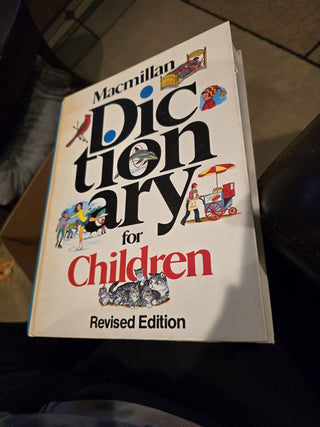 Macmillan
Dic
tion
ary
for
Children
Revised Edition